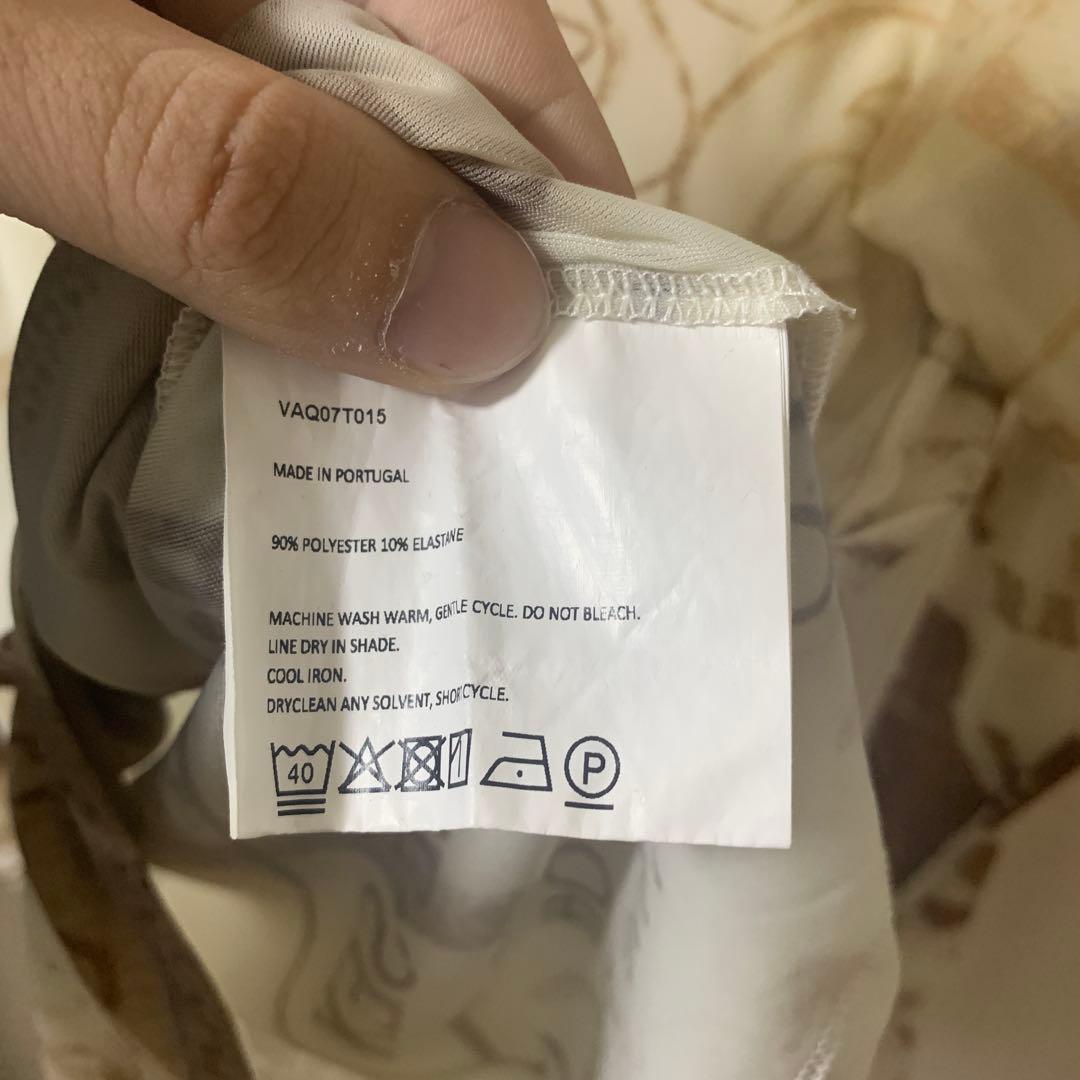 VAQ07T015
MADE IN PORTUGAL
90% POLYESTER 10% ELASTANE
MACHINE WASH WARM, GENTLE CYCLE. DO NOT BLEACH.
LINE DRY IN SHADE.
COOL IRON.
DRYCLEAN ANY SOLVENT, SHORT CYCLE.
40 P